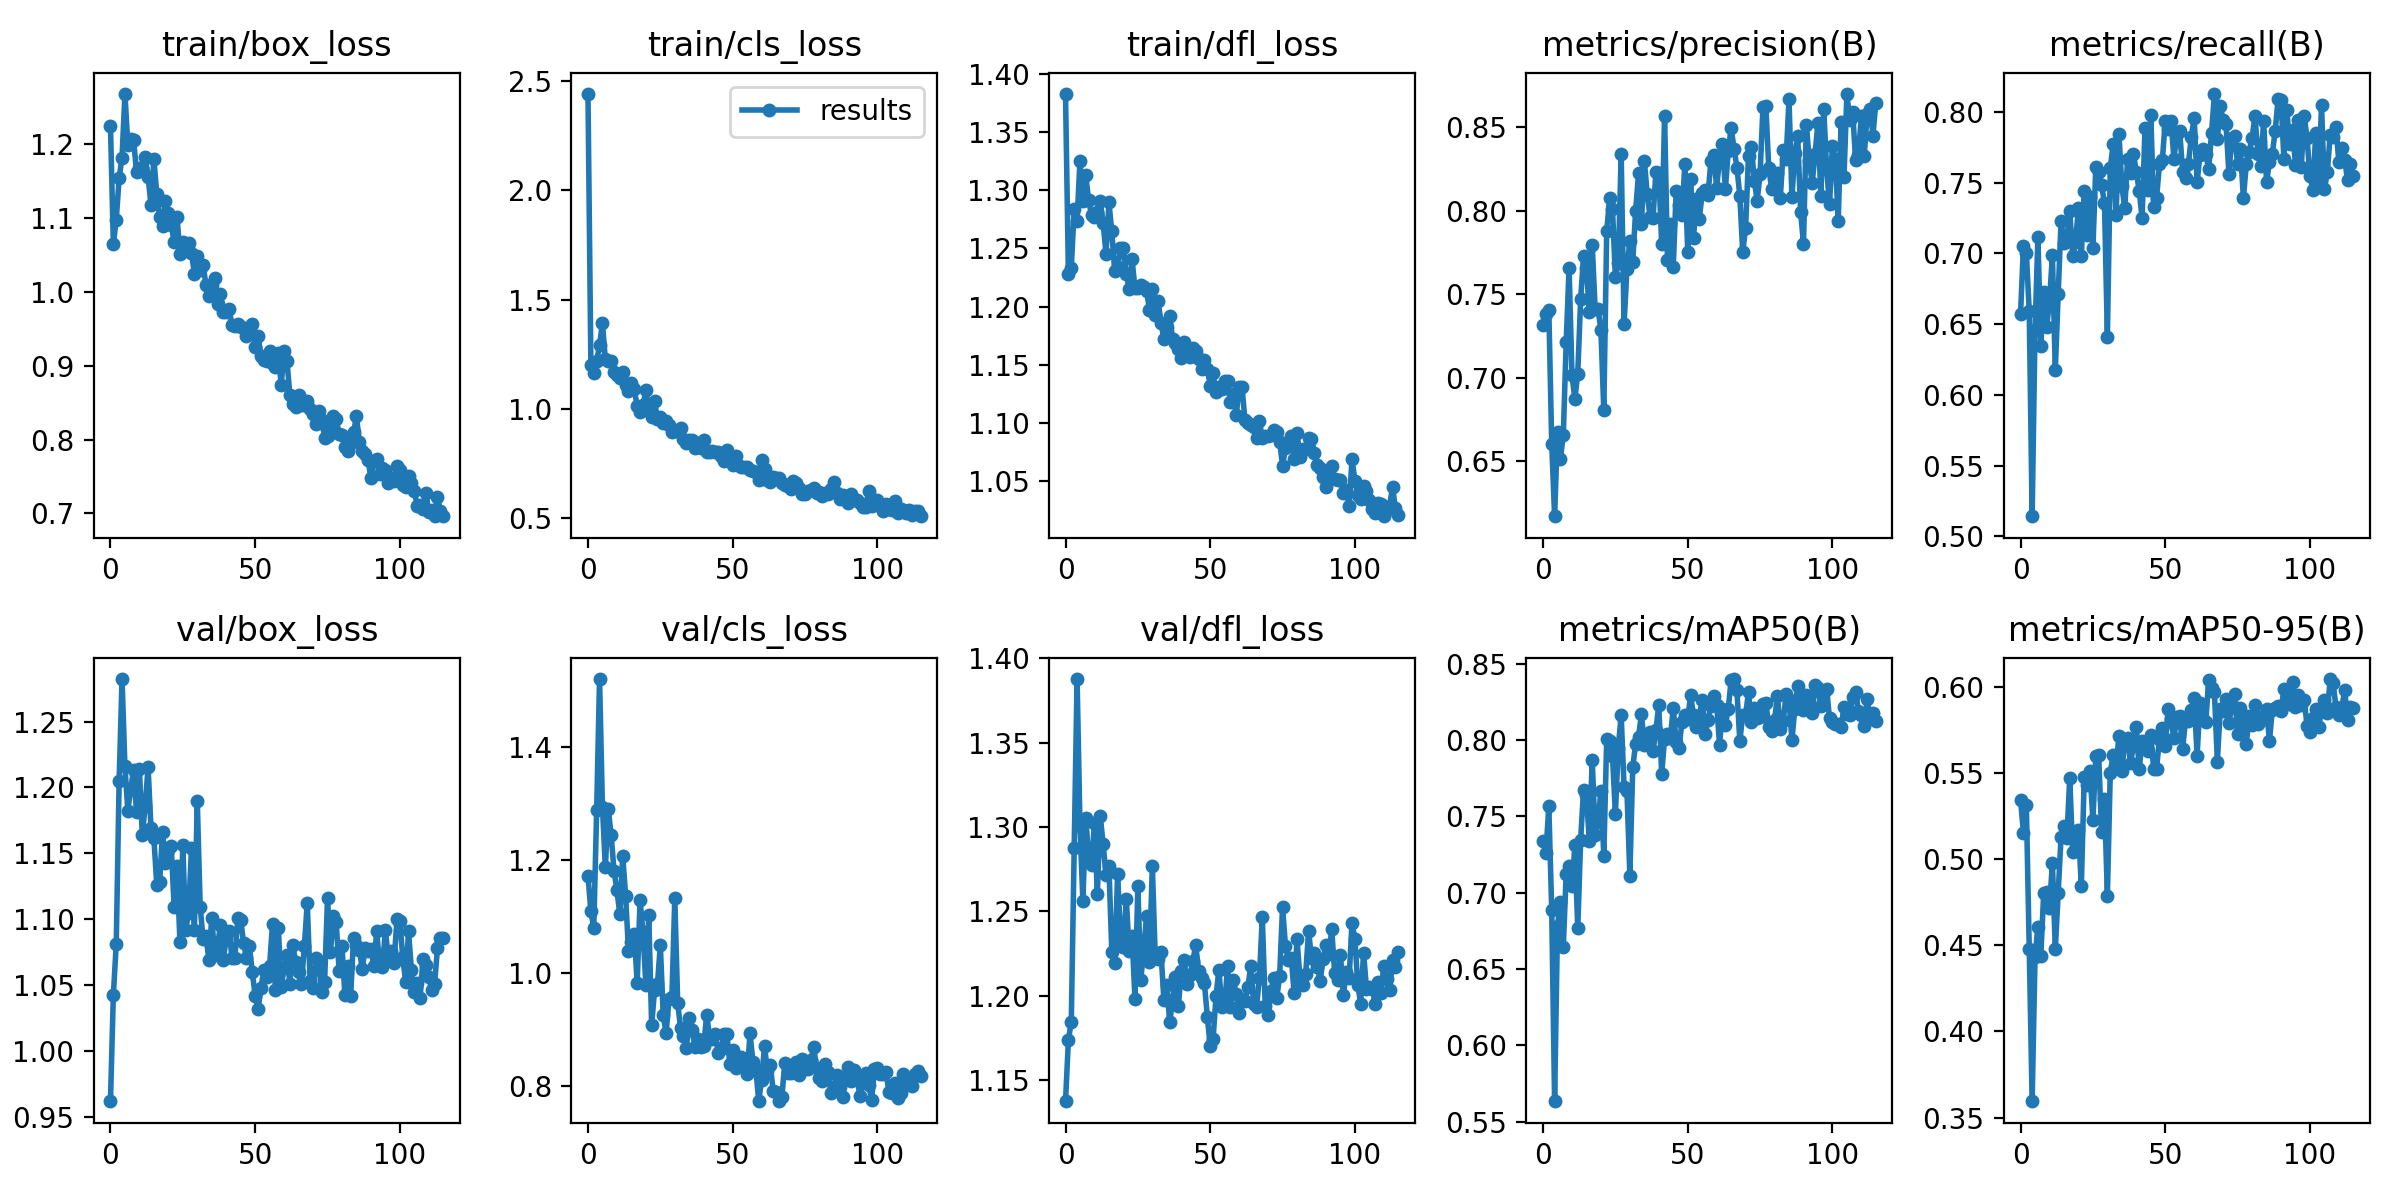 train/box_loss
1.2
1.1
1.0
0.9
0.8
0.7
0 50 100
train/cls_loss
results
2.5
2.0
1.5
1.0
0.5
0 50 100
train/dfl_loss
1.40
1.35
1.30
1.25
1.20
1.15
1.10
1.05
0 50 100
metrics/precision(B)
0.85
0.80
0.75
0.70
0.65
0 50 100
metrics/recall(B)
0.80
0.75
0.70
0.65
0.60
0.55
0.50
0 50 100
val/box_loss
1.25
1.20
1.15
1.10
1.05
1.00
0.95
0 50 100
val/cls_loss
1.4
1.2
1.0
0.8
0 50 100
val/dfl_loss
1.40
1.35
1.30
1.25
1.20
1.15
0 50 100
metrics/mAP50(B)
0.85
0.80
0.75
0.70
0.65
0.60
0.55
0 50 100
metrics/mAP50-95(B)
0.60
0.55
0.50
0.45
0.40
0.35
0 50 100